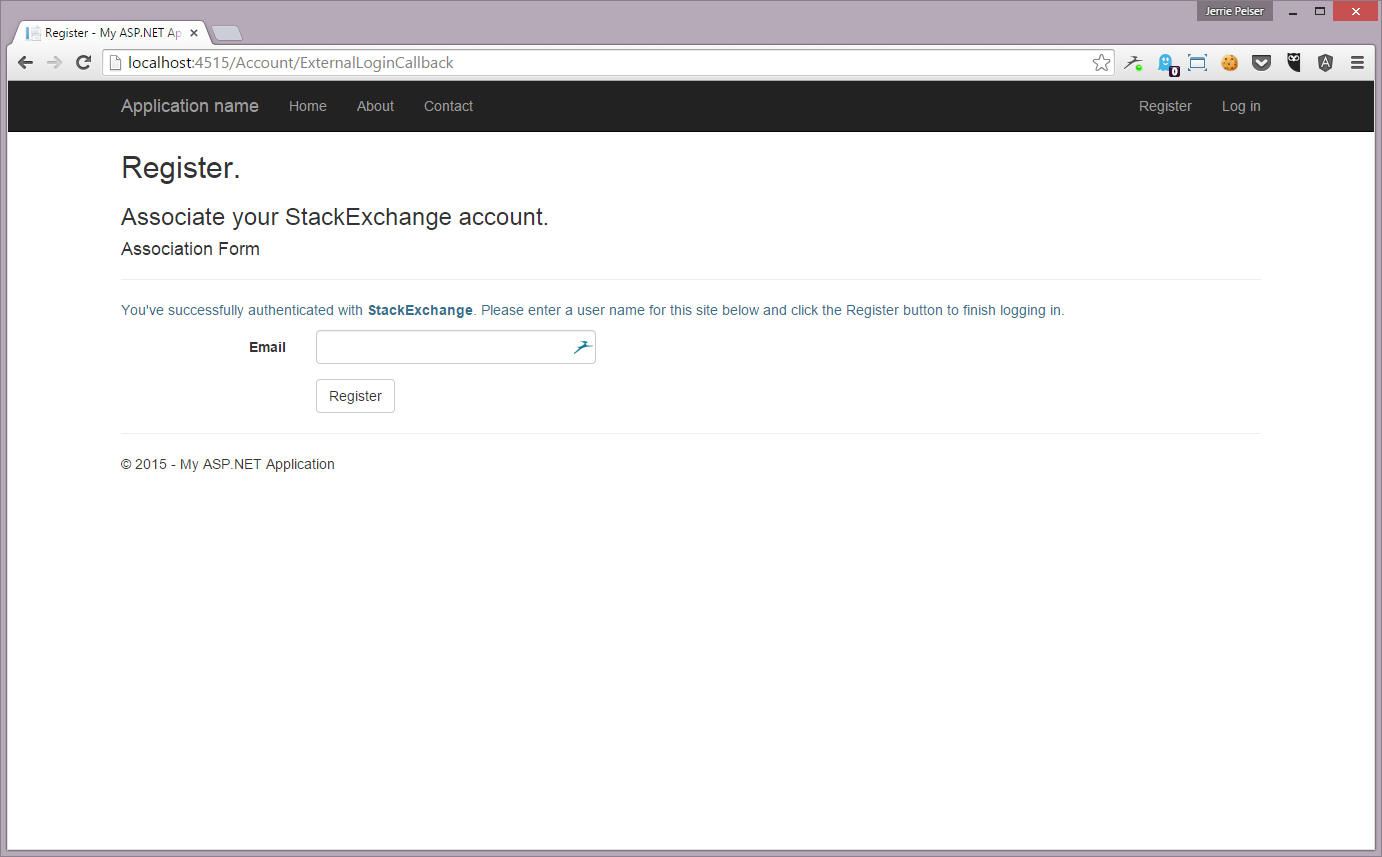 Jerrie Pelser
Register - My ASP.NET Ap
localhost:4515/Account/ExternalLoginCallback
0
Application name Home About Contact Register Log in
Register.
Associate your StackExchange account.
Association Form
You've successfully authenticated with StackExchange. Please enter a user name for this site below and click the Register button to finish logging in.
Email
Register
© 2015 - My ASP.NET Application